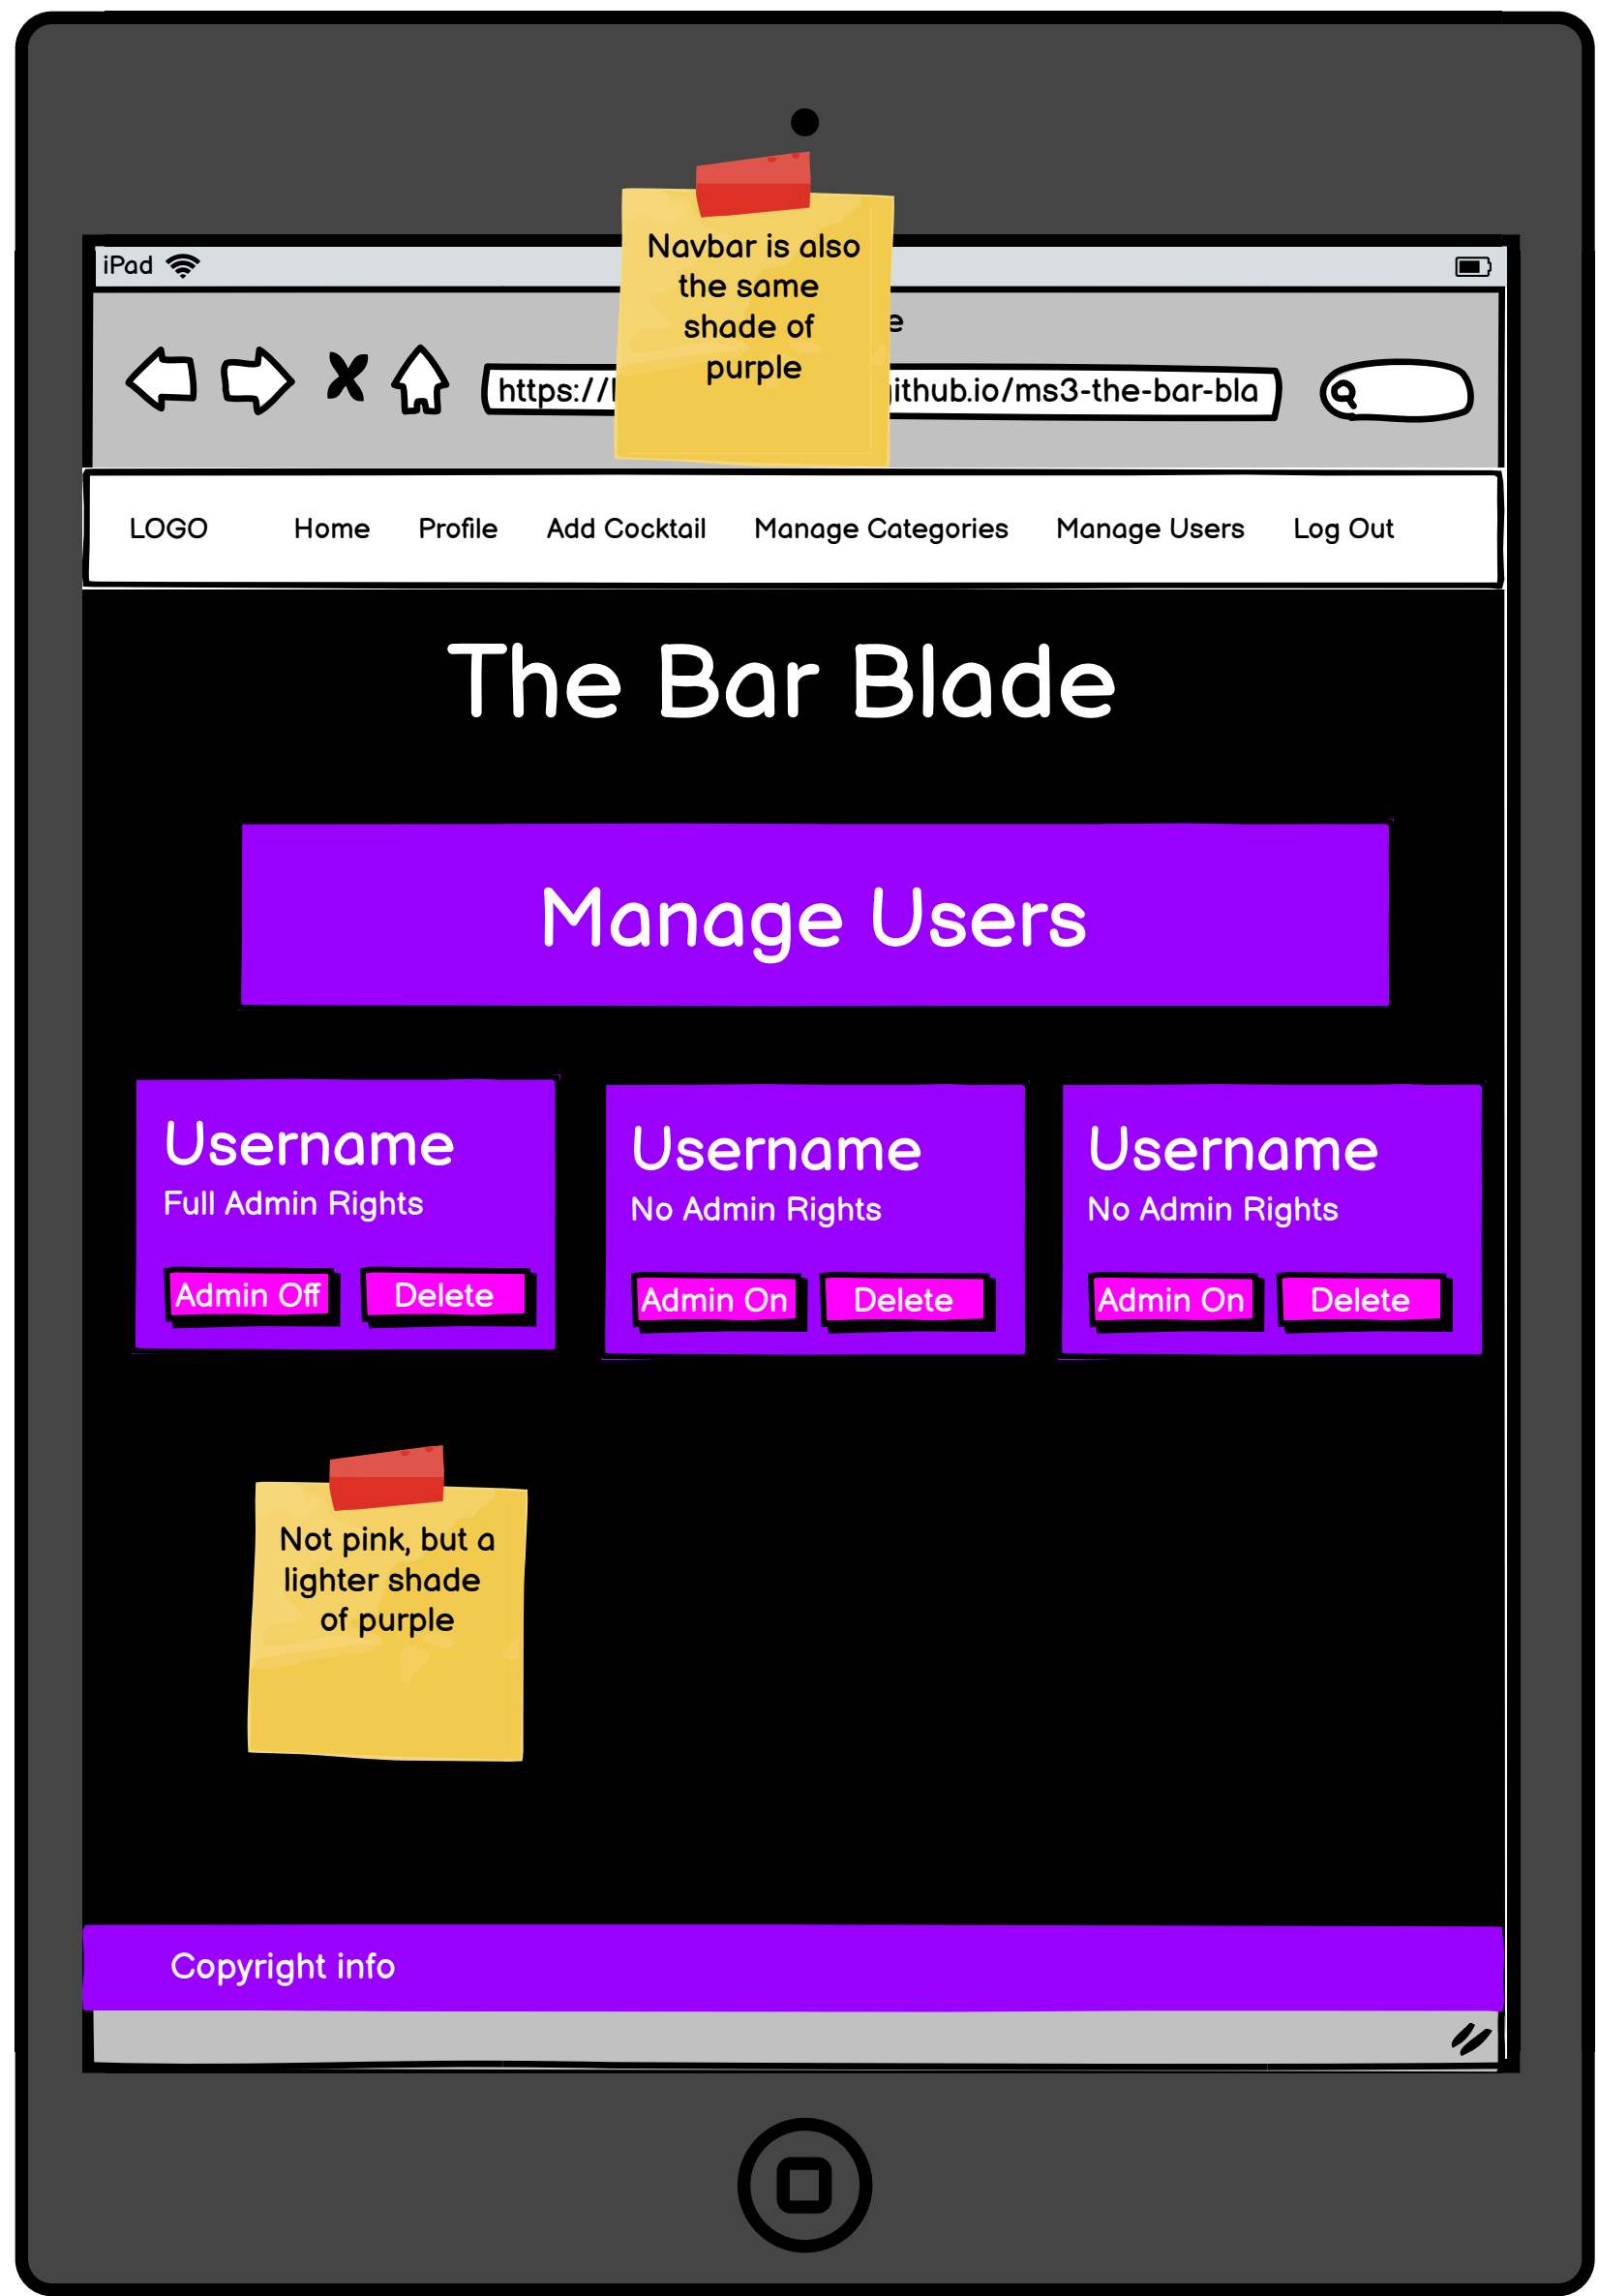 Navbar is also
the same
shade of
purple
iPad
https://
github.io/ms3-the-bar-bla
LOGO Home Profile Add Cocktail Manage Categories Manage Users Log Out
The Bar Blade
Manage Users
Username
Full Admin Rights
Admin Off Delete
Username
No Admin Rights
Admin On Delete
Username
No Admin Rights
Admin On Delete
Not pink, but a
lighter shade
of purple
Copyright info